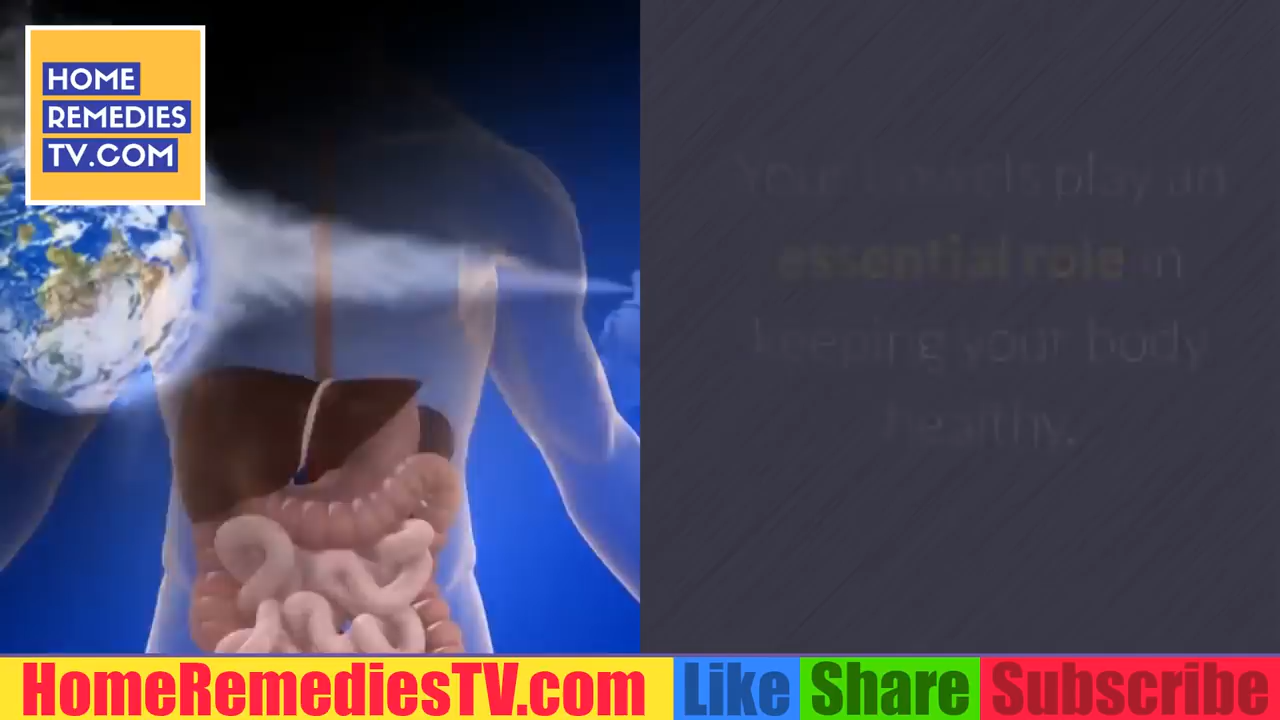 HOME
REMEDIES
TV.COM
Your bowels play an
essential role in
keeping your body
healthy.
HomeRemediesTV.com Like Share Subscribe